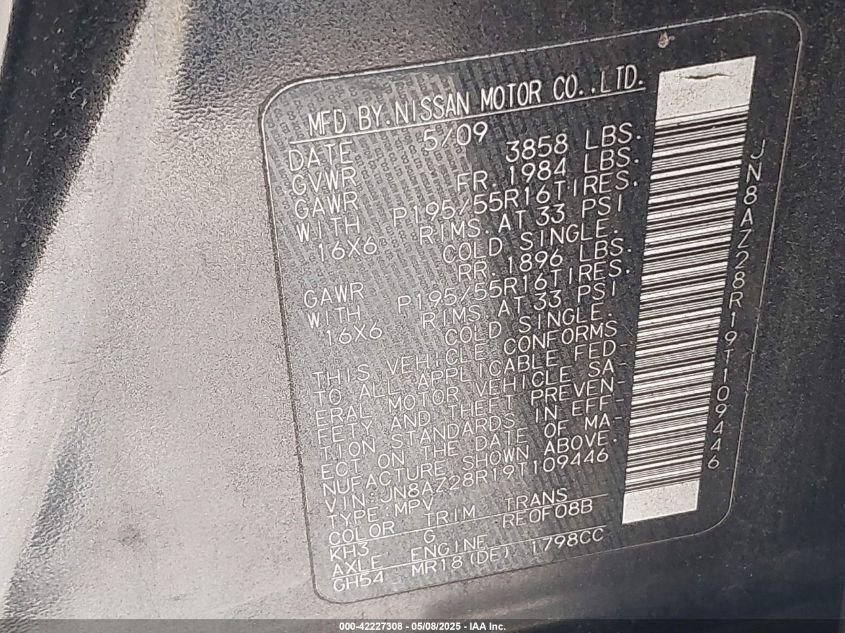 MFD BY.NISSAN MOTOR CO.,LTD.
DATE 5/09
GVWR 3858 LBS.
GAWR FR. 1984 LBS.
WITH P195/55R16TIRES.
16X6 RIMS. AT 33 PSI
COLD SINGLE.
GAWR RR. 1896 LBS.
WITH P195/55R16TIRES.
16X6 RIMS. AT 33 PSI
COLD SINGLE.
THIS VEHICLE CONFORMS
TO ALL APPLICABLE FED-
ERAL MOTOR VEHICLE SA-
FETY AND THEFT PREVEN-
TION STANDARDS IN EFF-
ECT ON THE DATE OF MA-
NUFACTURE SHOWN ABOVE.
VIN:JN8AZ28R19T109446
TYPE:MPV
COLOR TRIM TRANS
KH3 G RE0F08B
AXLE ENGINE
GH54 MR18(DE) 1798CC
JN8AZ28R19T109446
000-42227308 - 05/08/2025 - IAA Inc.